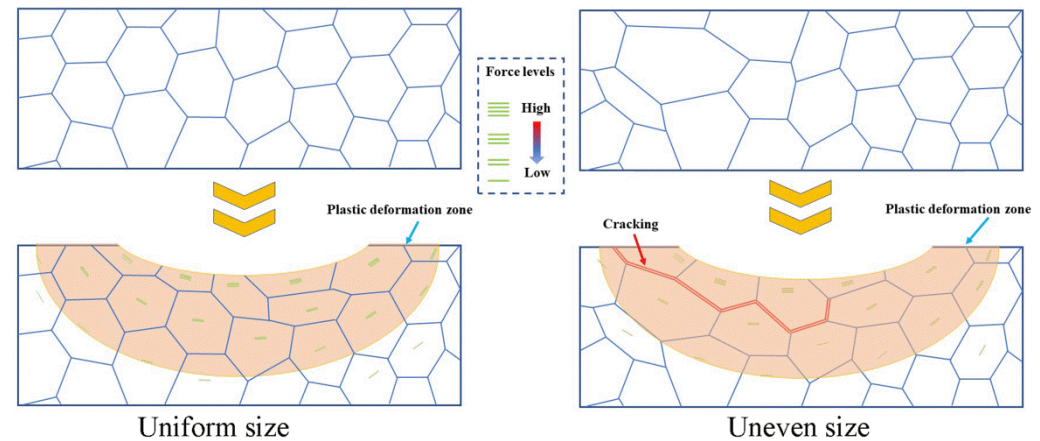 Force levels
High
Low
Plastic deformation zone
Cracking
Plastic deformation zone
Uniform size
Uneven size